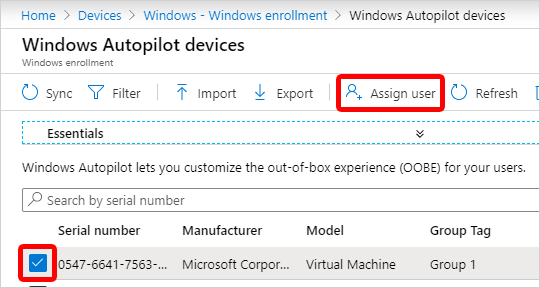 Home > Devices > Windows - Windows enrollment > Windows Autopilot devices
Windows Autopilot devices
Windows enrollment
Sync Filter Import Export Assign user Refresh
Essentials
Windows Autopilot lets you customize the out-of-box experience (OOBE) for your users.
Search by serial number
Serial number Manufacturer Model Group Tag
0547-6641-7563-... Microsoft Corpor... Virtual Machine Group 1